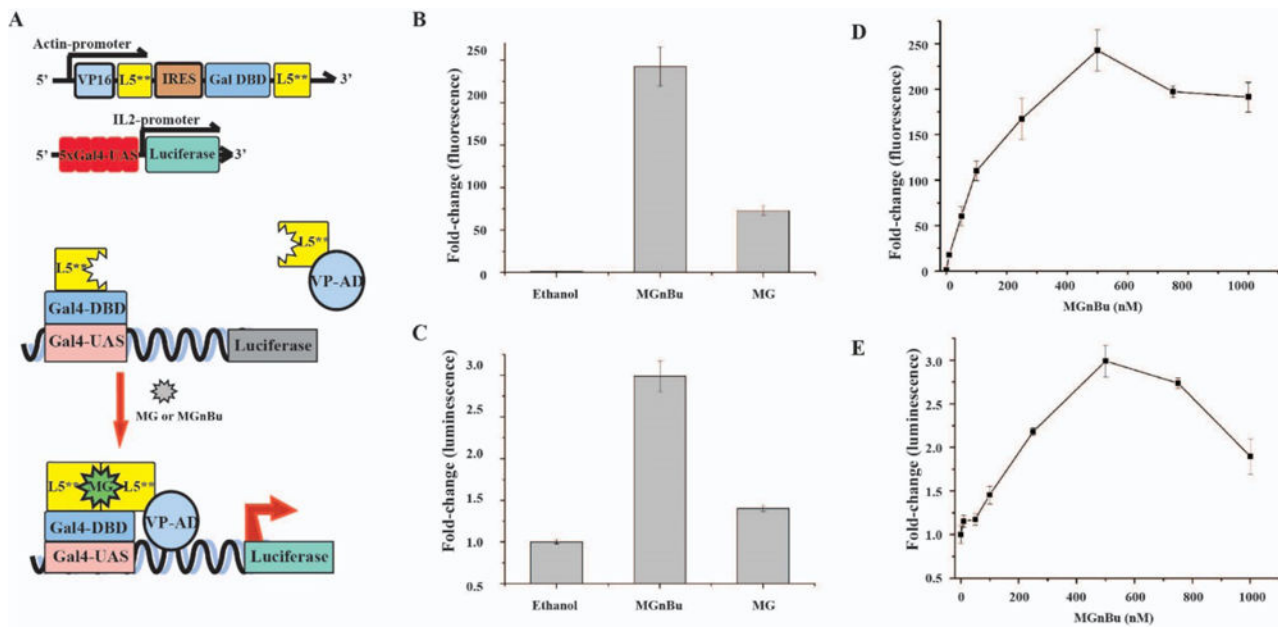 A
Actin-promoter
5' VP16 L5** IRES Gal DBD L5** 3'
IL2-promoter
5' 5xGal4-UAS Luciferase 3'
L5**
Gal4-DBD
Gal4-UAS
Luciferase
L5**
VP-AD
MG or MGnBu
L5** MG L5**
Gal4-DBD
VP-AD
Gal4-UAS
Luciferase
B
Fold-change (fluorescence)
250
200
150
100
50
0
Ethanol MGnBu MG
C
Fold-change (luminescence)
3.0
2.5
2.0
1.5
1.0
0.5
Ethanol MGnBu MG
D
Fold-change (fluorescence)
250
200
150
100
50
0
0 200 400 600 800 1000
MGnBu (nM)
E
Fold-change (luminescence)
3.0
2.5
2.0
1.5
1.0
0.5
0 200 400 600 800 1000
MGnBu (nM)